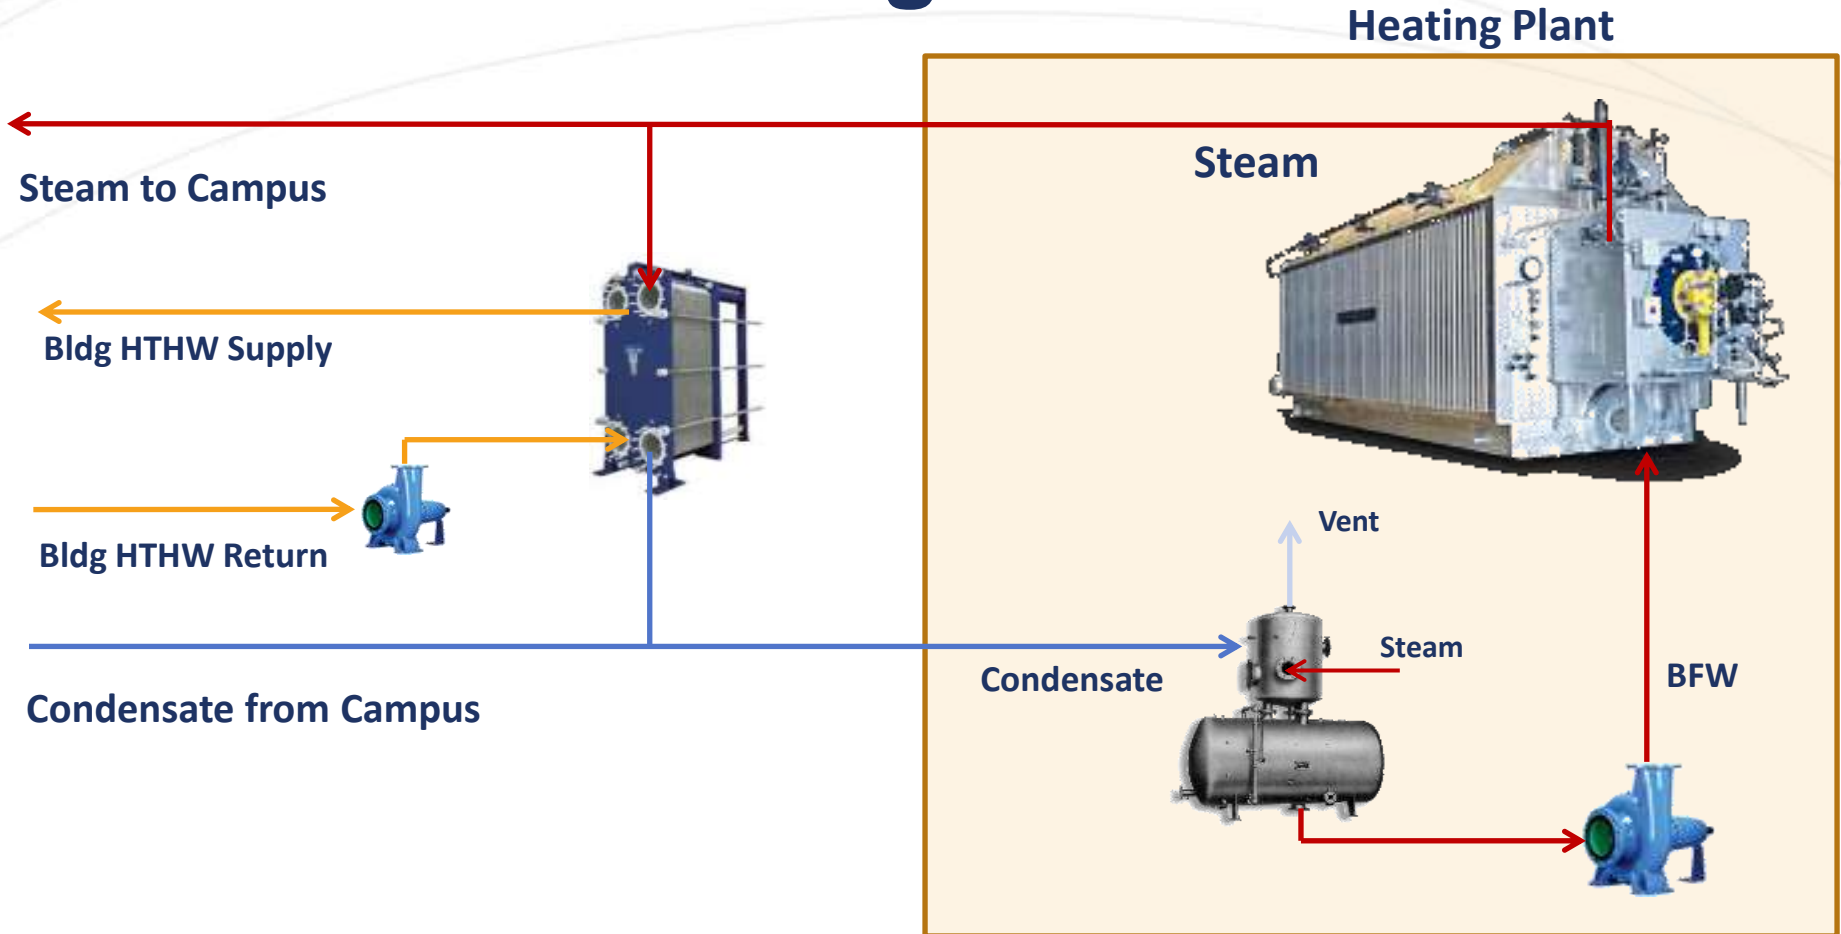 Heating Plant
Steam
Steam to Campus
Bldg HTHW Supply
Vent
Bldg HTHW Return
Steam
Condensate
BFW
Condensate from Campus